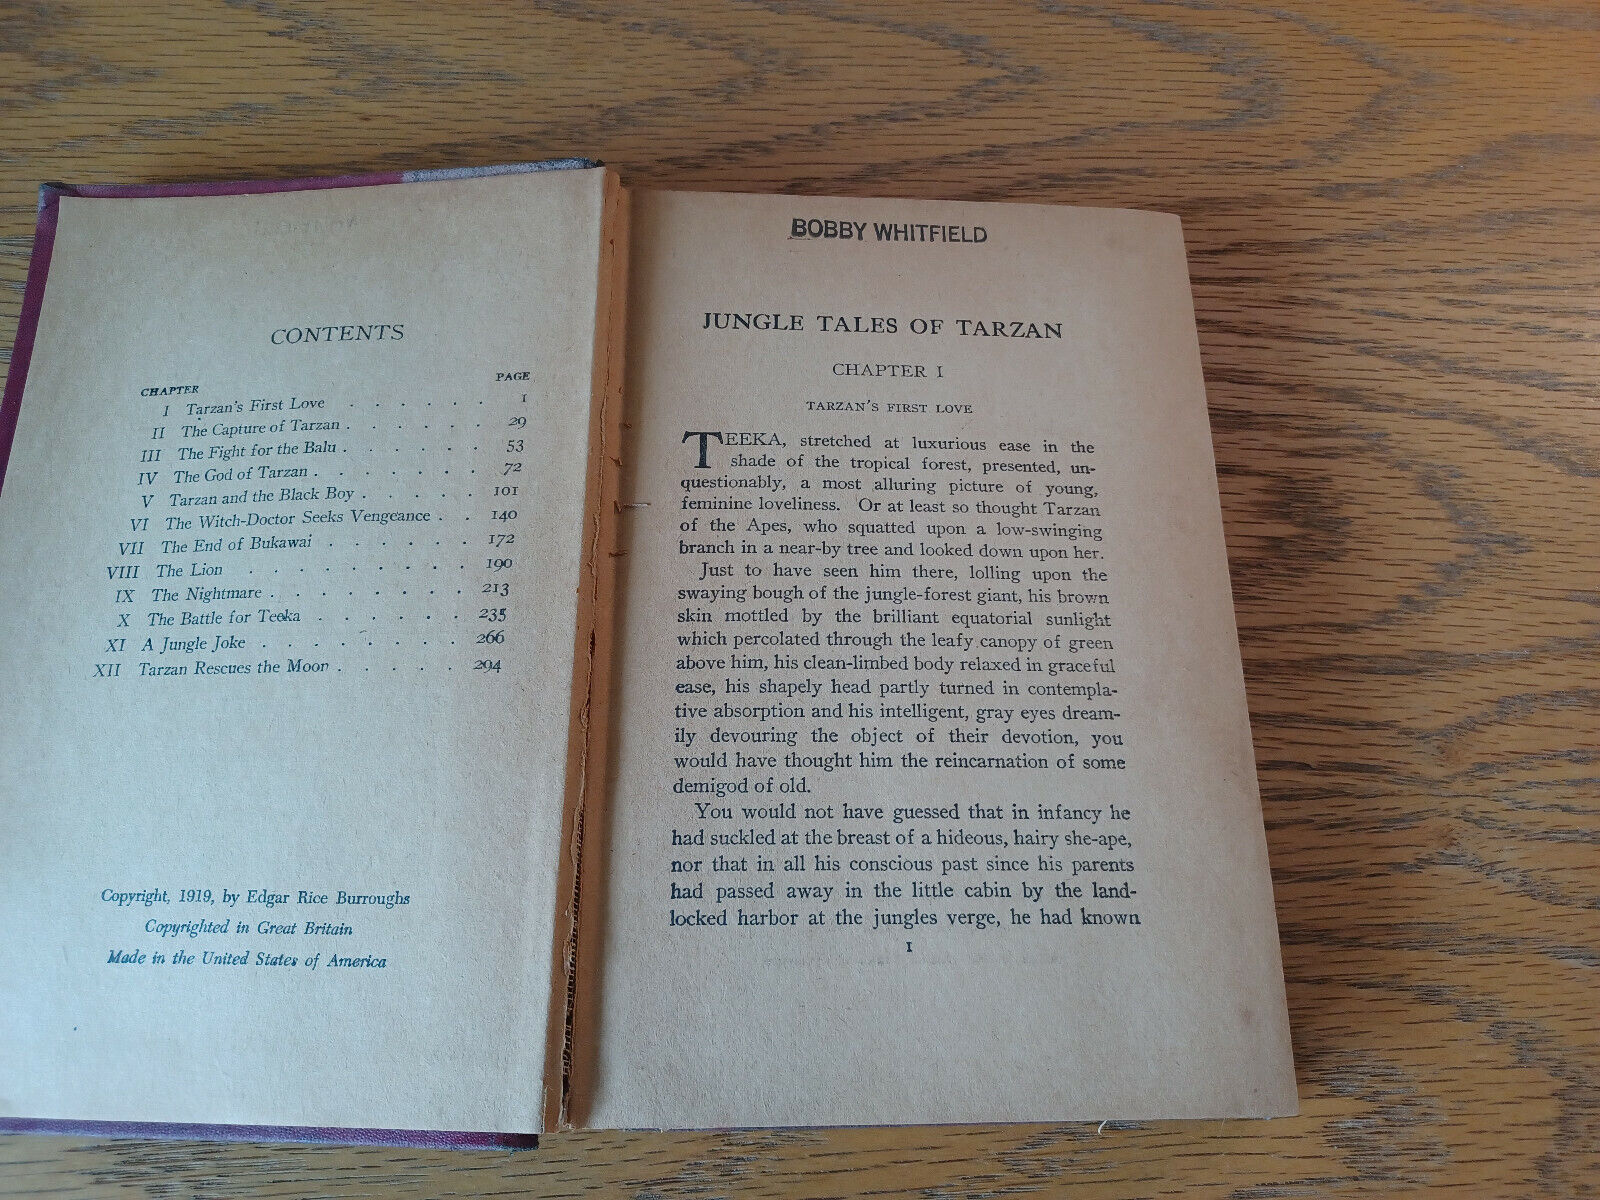 CONTENTS
CHAPTER PAGE
I Tarzan's First Love . . . . . . 1
II The Capture of Tarzan . . . . . . 29
III The Fight for the Balu . . . . . . 53
IV The God of Tarzan . . . . . . 72
V Tarzan and the Black Boy . . . . . 101
VI The Witch-Doctor Seeks Vengeance . . 140
VII The End of Bukawai . . . . . . 172
VIII The Lion . . . . . . . . . 190
IX The Nightmare . . . . . . . . 213
X The Battle for Teeka . . . . . . 235
XI A Jungle Joke . . . . . . . . 266
XII Tarzan Rescues the Moon . . . . . 294
Copyright, 1919, by Edgar Rice Burroughs
Copyrighted in Great Britain
Made in the United States of America
BOBBY WHITFIELD
JUNGLE TALES OF TARZAN
CHAPTER I
TARZAN'S FIRST LOVE
TEEKA, stretched at luxurious ease in the
shade of the tropical forest, presented, un-
questionably, a most alluring picture of young,
feminine loveliness. Or at least so thought Tarzan
of the Apes, who squatted upon a low-swinging
branch in a near-by tree and looked down upon her.
Just to have seen him there, lolling upon the
swaying bough of the jungle-forest giant, his brown
skin mottled by the brilliant equatorial sunlight
which percolated through the leafy canopy of green
above him, his clean-limbed body relaxed in graceful
ease, his shapely head partly turned in contempla-
tive absorption and his intelligent, gray eyes dream-
ily devouring the object of their devotion, you
would have thought him the reincarnation of some
demigod of old.
You would not have guessed that in infancy he
had suckled at the breast of a hideous, hairy she-ape,
nor that in all his conscious past since his parents
had passed away in the little cabin by the land-
locked harbor at the jungles verge, he had known
1